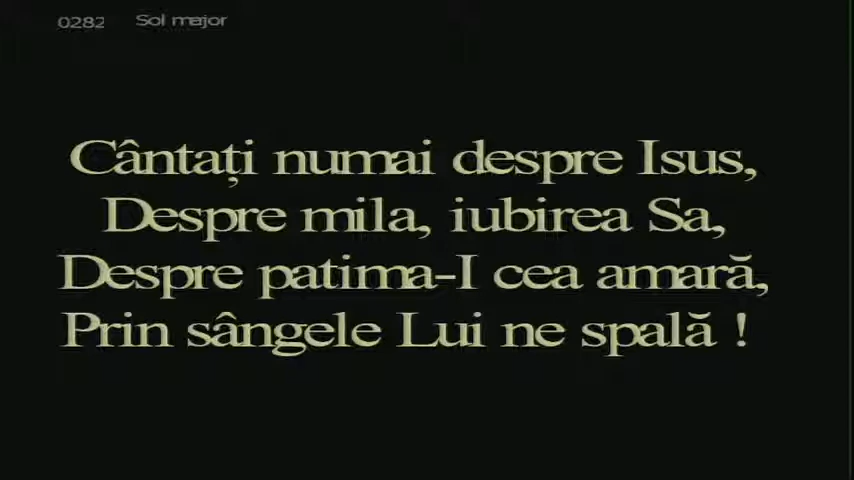 0282 Sol major
Cântați numai despre Isus,
Despre mila, iubirea Sa,
Despre patima-I cea amară,
Prin sângele Lui ne spală !